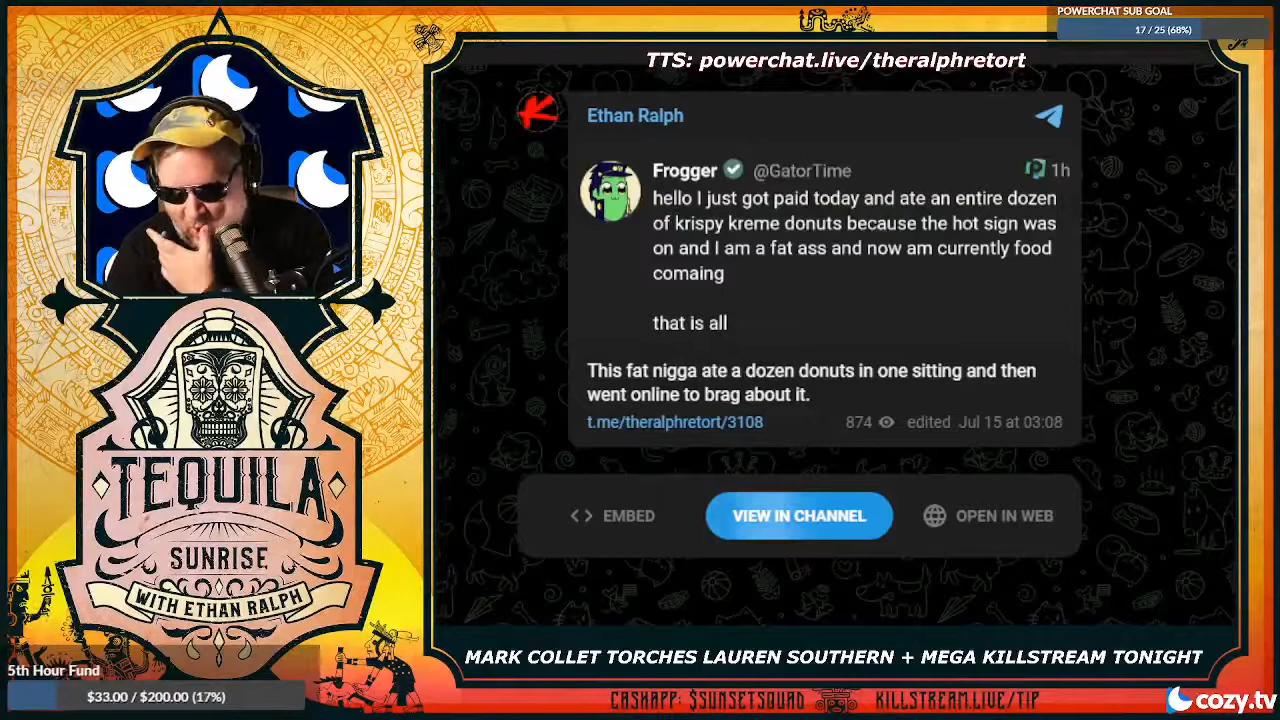 POWERCHAT SUB GOAL
17 / 25 (68%)
TTS: powerchat.live/theralphretort
Ethan Ralph
Frogger @GatorTime 1h
hello I just got paid today and ate an entire dozen
of krispy kreme donuts because the hot sign was
on and I am a fat ass and now am currently food
comaing
that is all
This fat nigga ate a dozen donuts in one sitting and then
went online to brag about it.
t.me/theralphretort/3108 874 edited Jul 15 at 03:08
EMBED VIEW IN CHANNEL OPEN IN WEB
TEQUILA
SUNRISE
WITH ETHAN RALPH
5th Hour Fund
$33.00 / $200.00 (17%)
MARK COLLET TORCHES LAUREN SOUTHERN + MEGA KILLSTREAM TONIGHT
CASHAPP: $SUNSETSQUAD KILLSTREAM.LIVE/TIP
cozy.tv